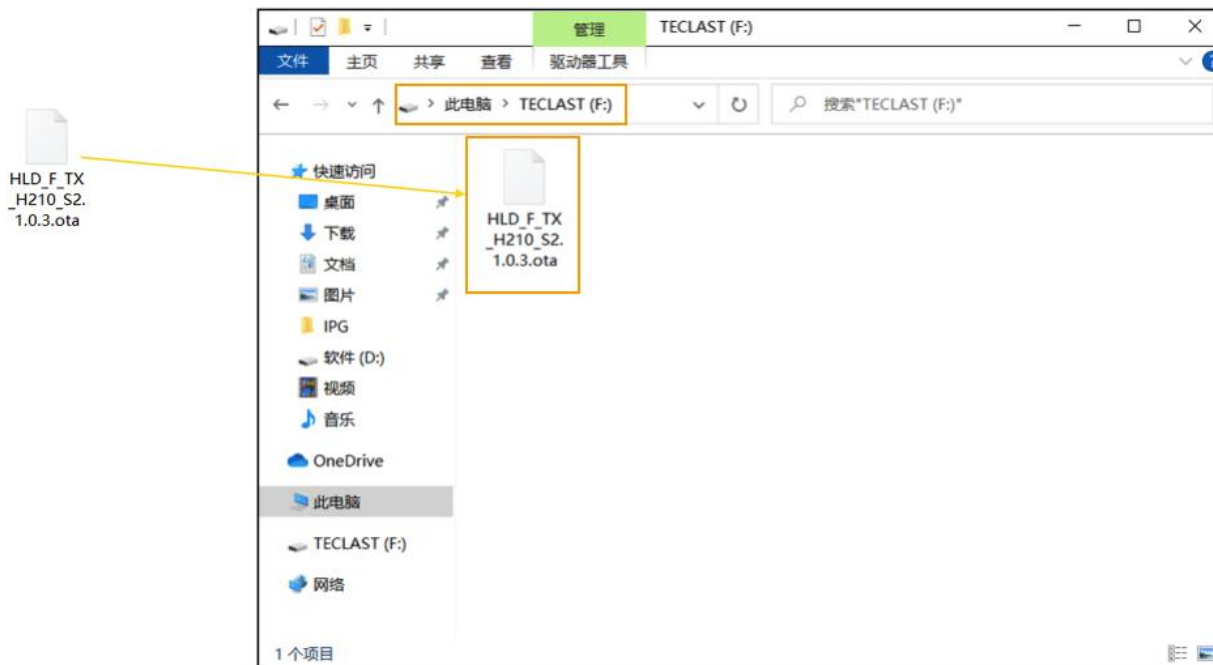 HLD_F_TX
_H210_S2.
1.0.3.ota
管理
TECLAST (F:)
文件
主页
共享
查看
驱动器工具
此电脑 › TECLAST (F:)
搜索"TECLAST (F:)"
快速访问
桌面
下载
文档
图片
IPG
软件 (D:)
视频
音乐
OneDrive
此电脑
TECLAST (F:)
网络
HLD_F_TX
_H210_S2.
1.0.3.ota
1 个项目